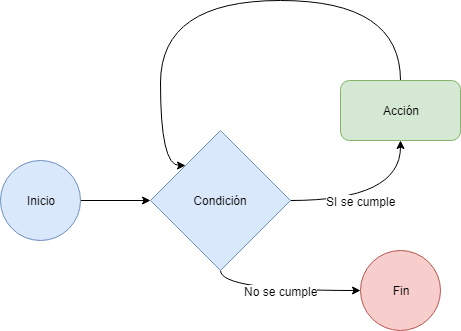 Acción
Inicio
Condición
SI se cumple
No se cumple
Fin